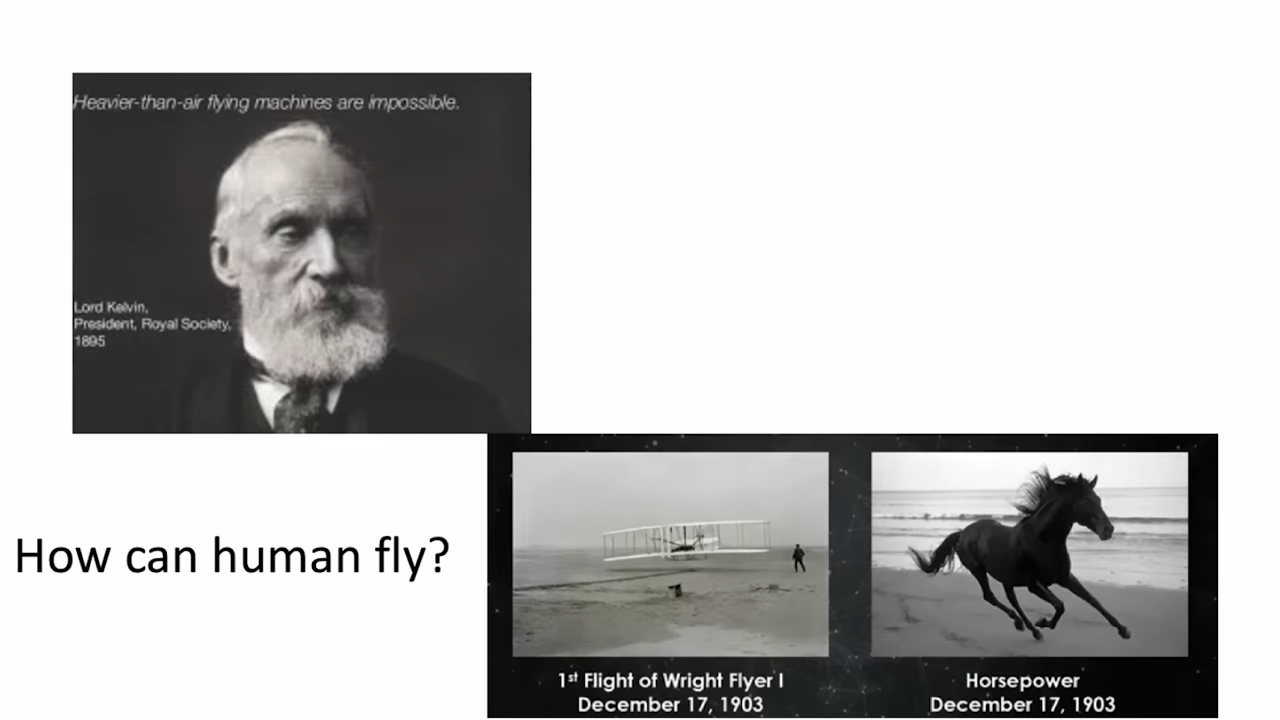 Heavier-than-air flying machines are impossible.
Lord Kelvin,
President, Royal Society,
1895
How can human fly?
1st Flight of Wright Flyer I
December 17, 1903
Horsepower
December 17, 1903